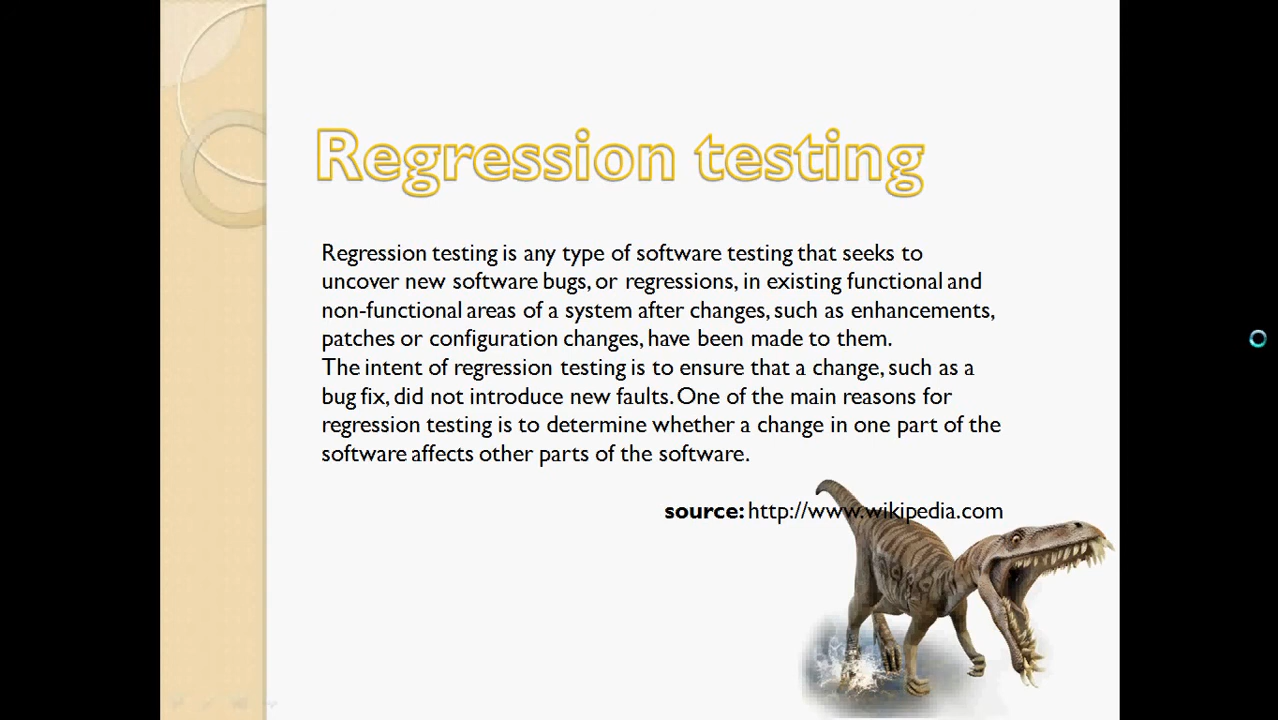 Regression testing
Regression testing is any type of software testing that seeks to
uncover new software bugs, or regressions, in existing functional and
non-functional areas of a system after changes, such as enhancements,
patches or configuration changes, have been made to them.
The intent of regression testing is to ensure that a change, such as a
bug fix, did not introduce new faults. One of the main reasons for
regression testing is to determine whether a change in one part of the
software affects other parts of the software.
source: http://www.wikipedia.com